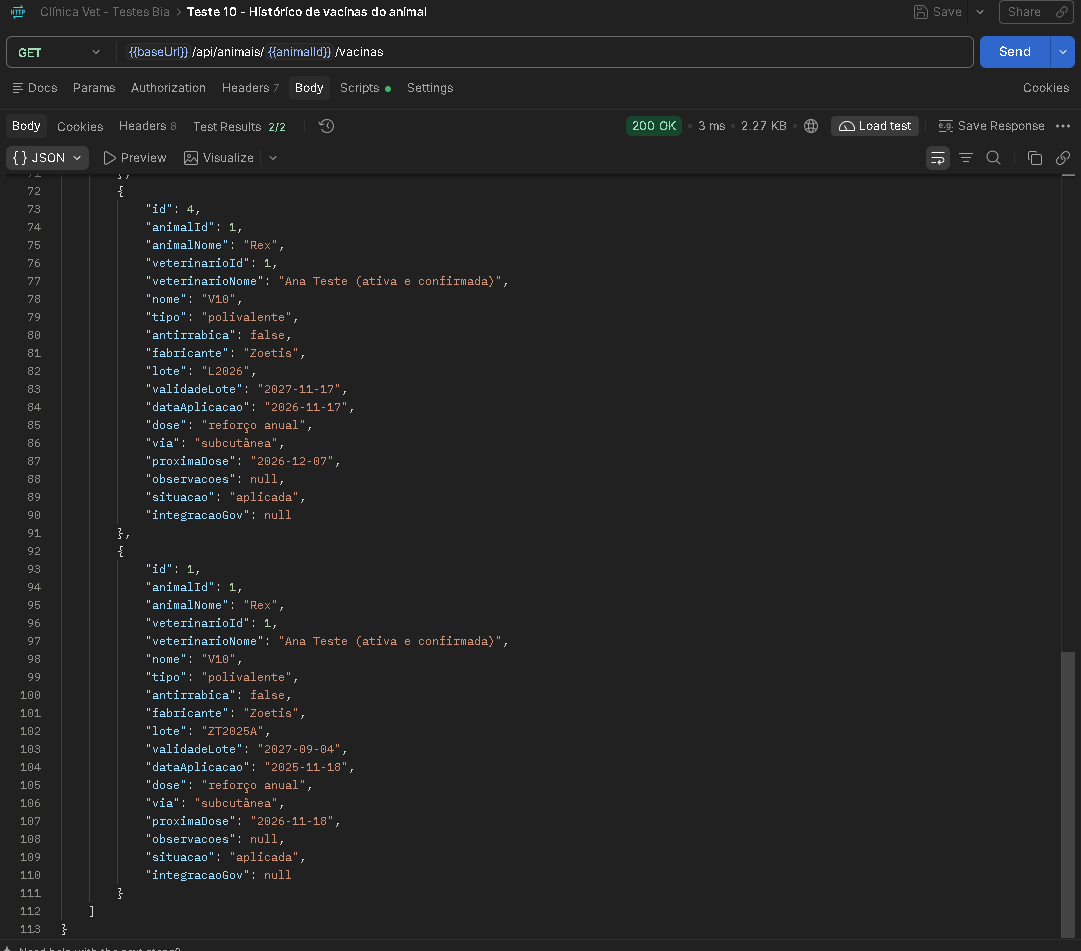 HTTP Clínica Vet - Testes Bia > Teste 10 - Histórico de vacinas do animal Save Share
GET {{baseUrl}} /api/animais/ {{animalId}} /vacinas Send
Docs Params Authorization Headers 7 Body Scripts Settings Cookies
Body Cookies Headers 8 Test Results 2/2 200 OK • 3 ms • 2.27 KB • Load test e.g. Save Response
{} JSON Preview Visualize
71 },
72 {
73 "id": 4,
74 "animalId": 1,
75 "animalNome": "Rex",
76 "veterinarioId": 1,
77 "veterinarioNome": "Ana Teste (ativa e confirmada)",
78 "nome": "V10",
79 "tipo": "polivalente",
80 "antirrabica": false,
81 "fabricante": "Zoetis",
82 "lote": "L2026",
83 "validadeLote": "2027-11-17",
84 "dataAplicacao": "2026-11-17",
85 "dose": "reforço anual",
86 "via": "subcutânea",
87 "proximaDose": "2026-12-07",
88 "observacoes": null,
89 "situacao": "aplicada",
90 "integracaoGov": null
91 },
92 {
93 "id": 1,
94 "animalId": 1,
95 "animalNome": "Rex",
96 "veterinarioId": 1,
97 "veterinarioNome": "Ana Teste (ativa e confirmada)",
98 "nome": "V10",
99 "tipo": "polivalente",
100 "antirrabica": false,
101 "fabricante": "Zoetis",
102 "lote": "ZT2025A",
103 "validadeLote": "2027-09-04",
104 "dataAplicacao": "2025-11-18",
105 "dose": "reforço anual",
106 "via": "subcutânea",
107 "proximaDose": "2026-11-18",
108 "observacoes": null,
109 "situacao": "aplicada",
110 "integracaoGov": null
111 }
112 ]
113 }
Need help with the next steps?